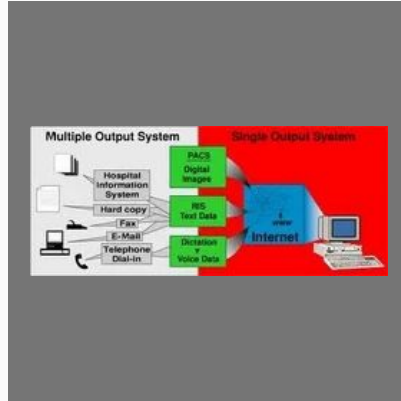 Multiple Output System
Single Output System
PACS
Digital
Images
Hospital
Information
System
Hard copy
Fax
E-Mail
Telephone
Dial-in
RIS
Text Data
Dictation
Voice Data
WWW
Internet